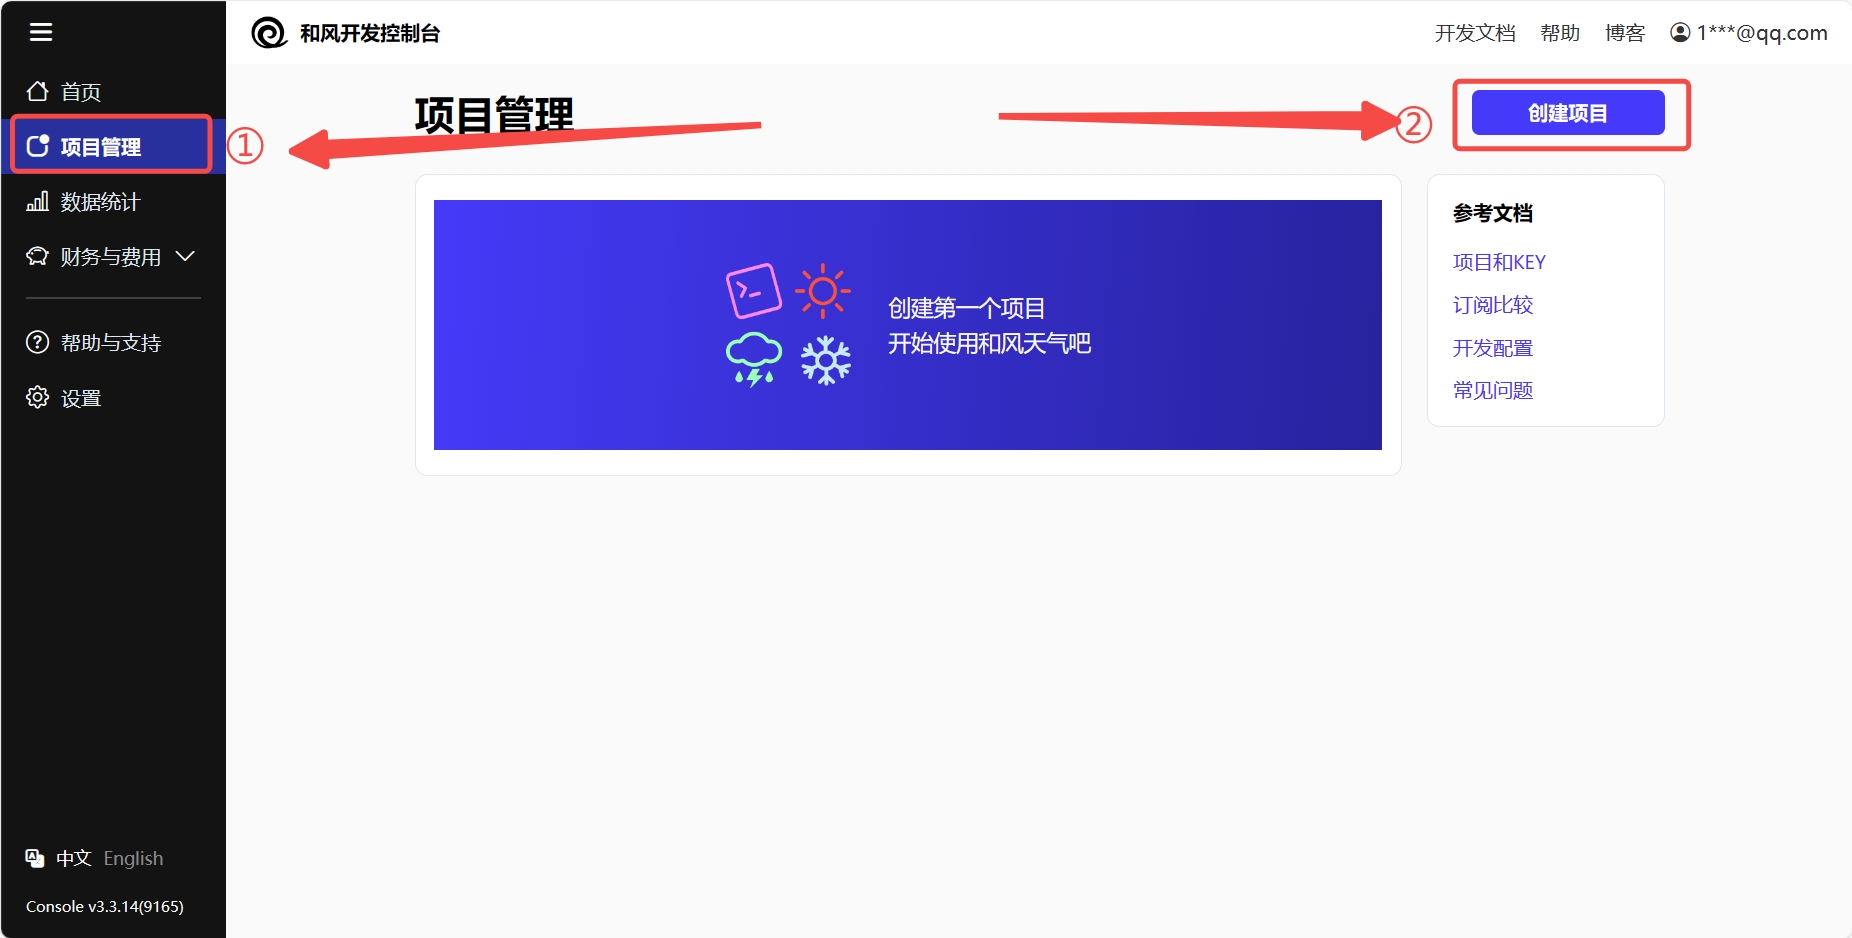 和风开发控制台
开发文档 帮助 博客 1***@qq.com
首页
项目管理
数据统计
财务与费用
帮助与支持
设置
中文 English
Console v3.3.14(9165)
①
项目管理
②
创建项目
创建第一个项目
开始使用和风天气吧
参考文档
项目和KEY
订阅比较
开发配置
常见问题